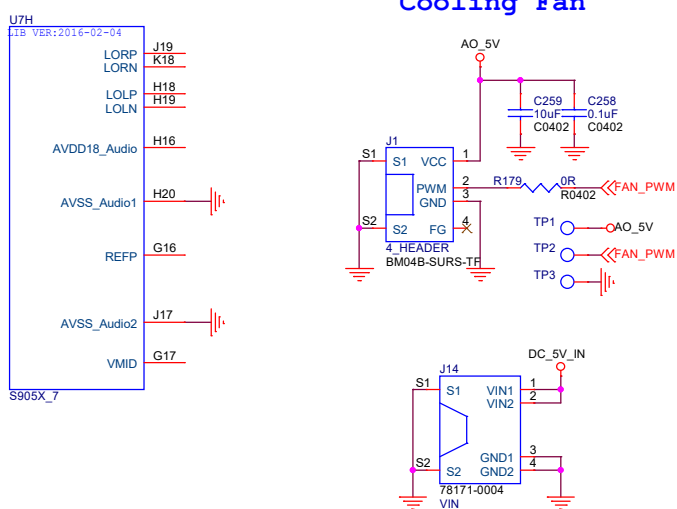 Cooling Fan
U7H
LIB VER:2016-02-04
LORP J19
LORN K18
LOLP H18
LOLN H19
AVDD18_Audio H16
AVSS_Audio1 H20
REFP G16
AVSS_Audio2 J17
VMID G17
S905X_7
AO_5V
C259 C258
10uF 0.1uF
C0402 C0402
J1
S1 S1 VCC 1
PWM 2 R179 0R FAN_PWM
GND 3 R0402
S2 S2 FG 4
4_HEADER
BM04B-SURS-TF
TP1 AO_5V
TP2 FAN_PWM
TP3
DC_5V_IN
J14
S1 S1 VIN1 1
VIN2 2
GND1 3
S2 S2 GND2 4
78171-0004
VIN